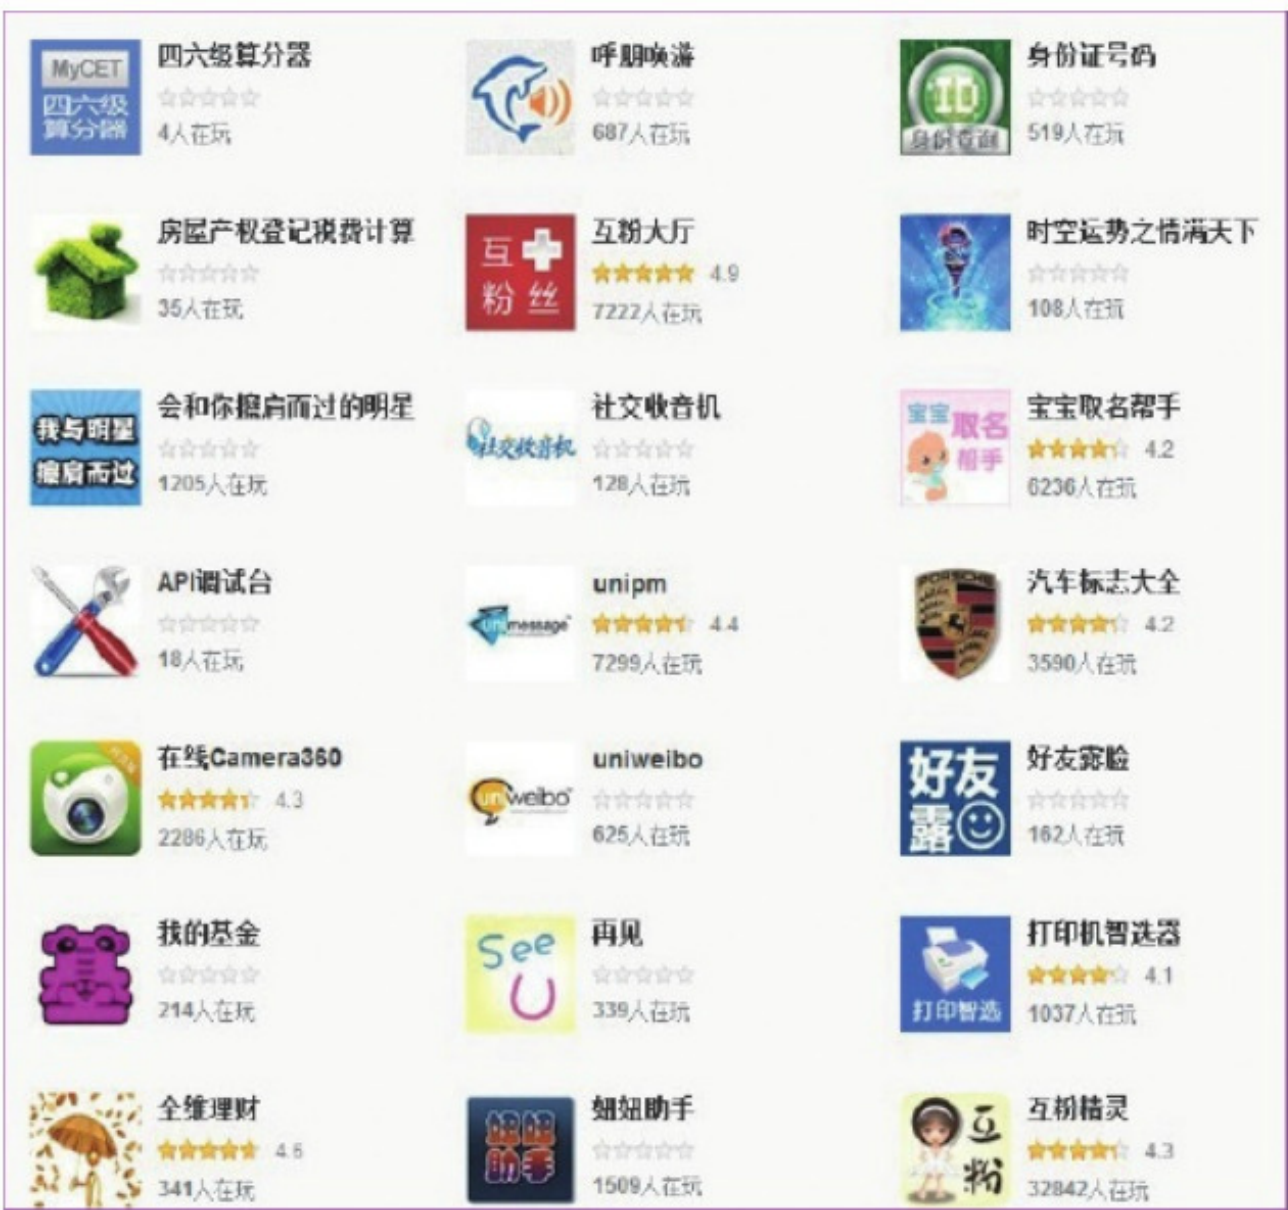 MyCET
四六级
算分器
四六级算分器
4人在玩
呼朋唤游
687人在玩
ID
身份查询
身份证号码
519人在玩
房屋产权登记税费计算
35人在玩
互
粉丝
互粉大厅
4.9
7222人在玩
时空运势之情满天下
108人在玩
我与明星
擦肩而过
会和你擦肩而过的明星
1205人在玩
社交收音机
社交收音机
128人在玩
宝宝取名
帮手
宝宝取名帮手
4.2
6236人在玩
API调试台
18人在玩
unimessage
unipm
4.4
7299人在玩
PORSCHE
汽车标志大全
4.2
3590人在玩
在线Camera360
4.3
2286人在玩
uniweibo
uniweibo
625人在玩
好友
露
好友露脸
162人在玩
我的基金
214人在玩
See
U
再见
339人在玩
打印智选
打印机智选器
4.1
1037人在玩
全维理财
4.6
341人在玩
妞妞
助手
妞妞助手
1509人在玩
互
粉
互粉精灵
4.3
32842人在玩